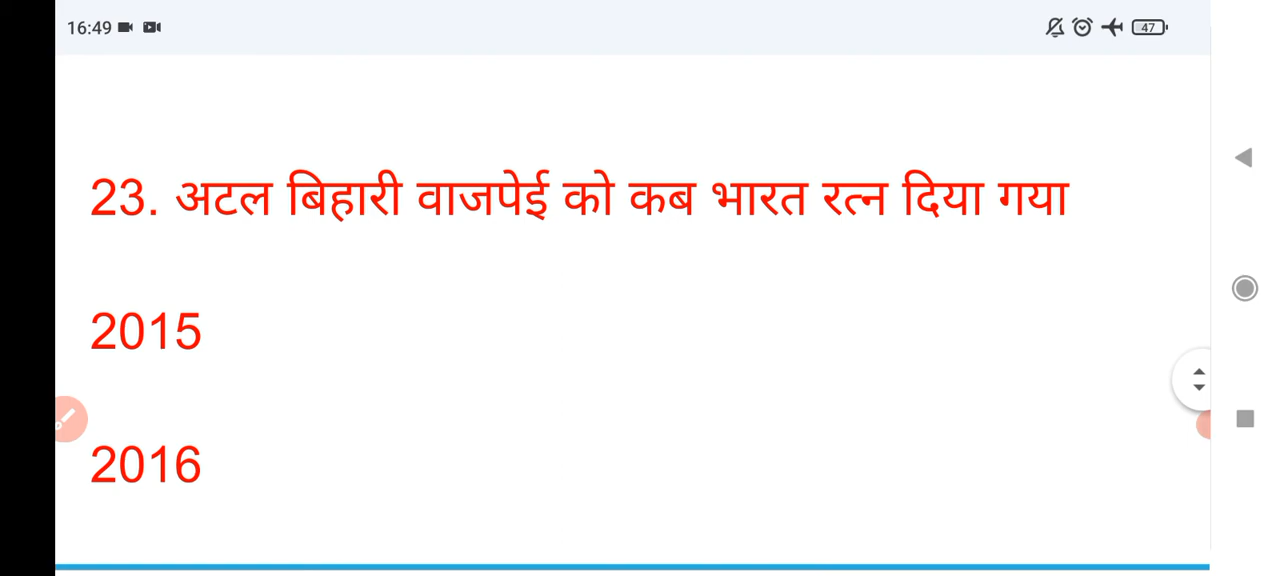 16:49
47
23. अटल बिहारी वाजपेई को कब भारत रत्न दिया गया
2015
2016